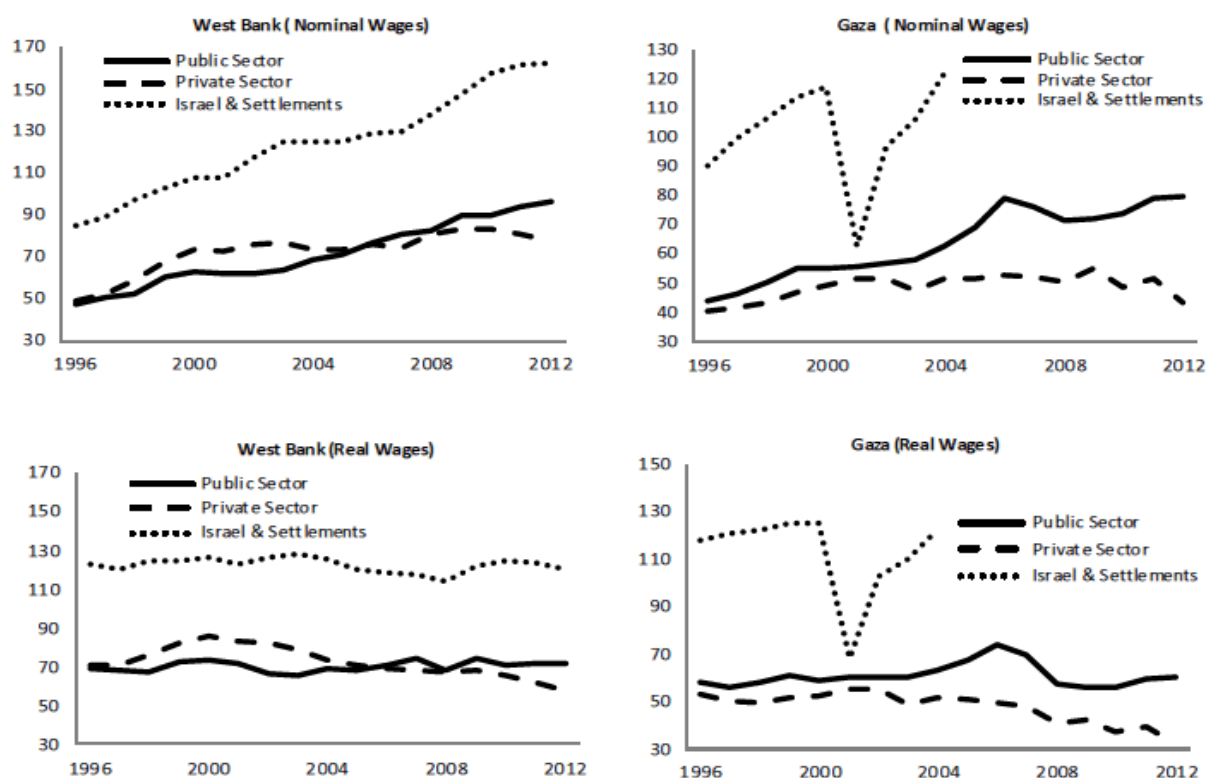 West Bank ( Nominal Wages)
170
150
130
110
90
70
50
30
Public Sector
Private Sector
Israel & Settlements
1996 2000 2004 2008 2012
Gaza ( Nominal Wages)
130
120
110
100
90
80
70
60
50
40
30
Public Sector
Private Sector
Israel & Settlements
1996 2000 2004 2008 2012
West Bank (Real Wages)
170
150
130
110
90
70
50
30
Public Sector
Private Sector
Israel & Settlements
1996 2000 2004 2008 2012
Gaza (Real Wages)
150
130
110
90
70
50
30
Public Sector
Private Sector
Israel & Settlements
1996 2000 2004 2008 2012